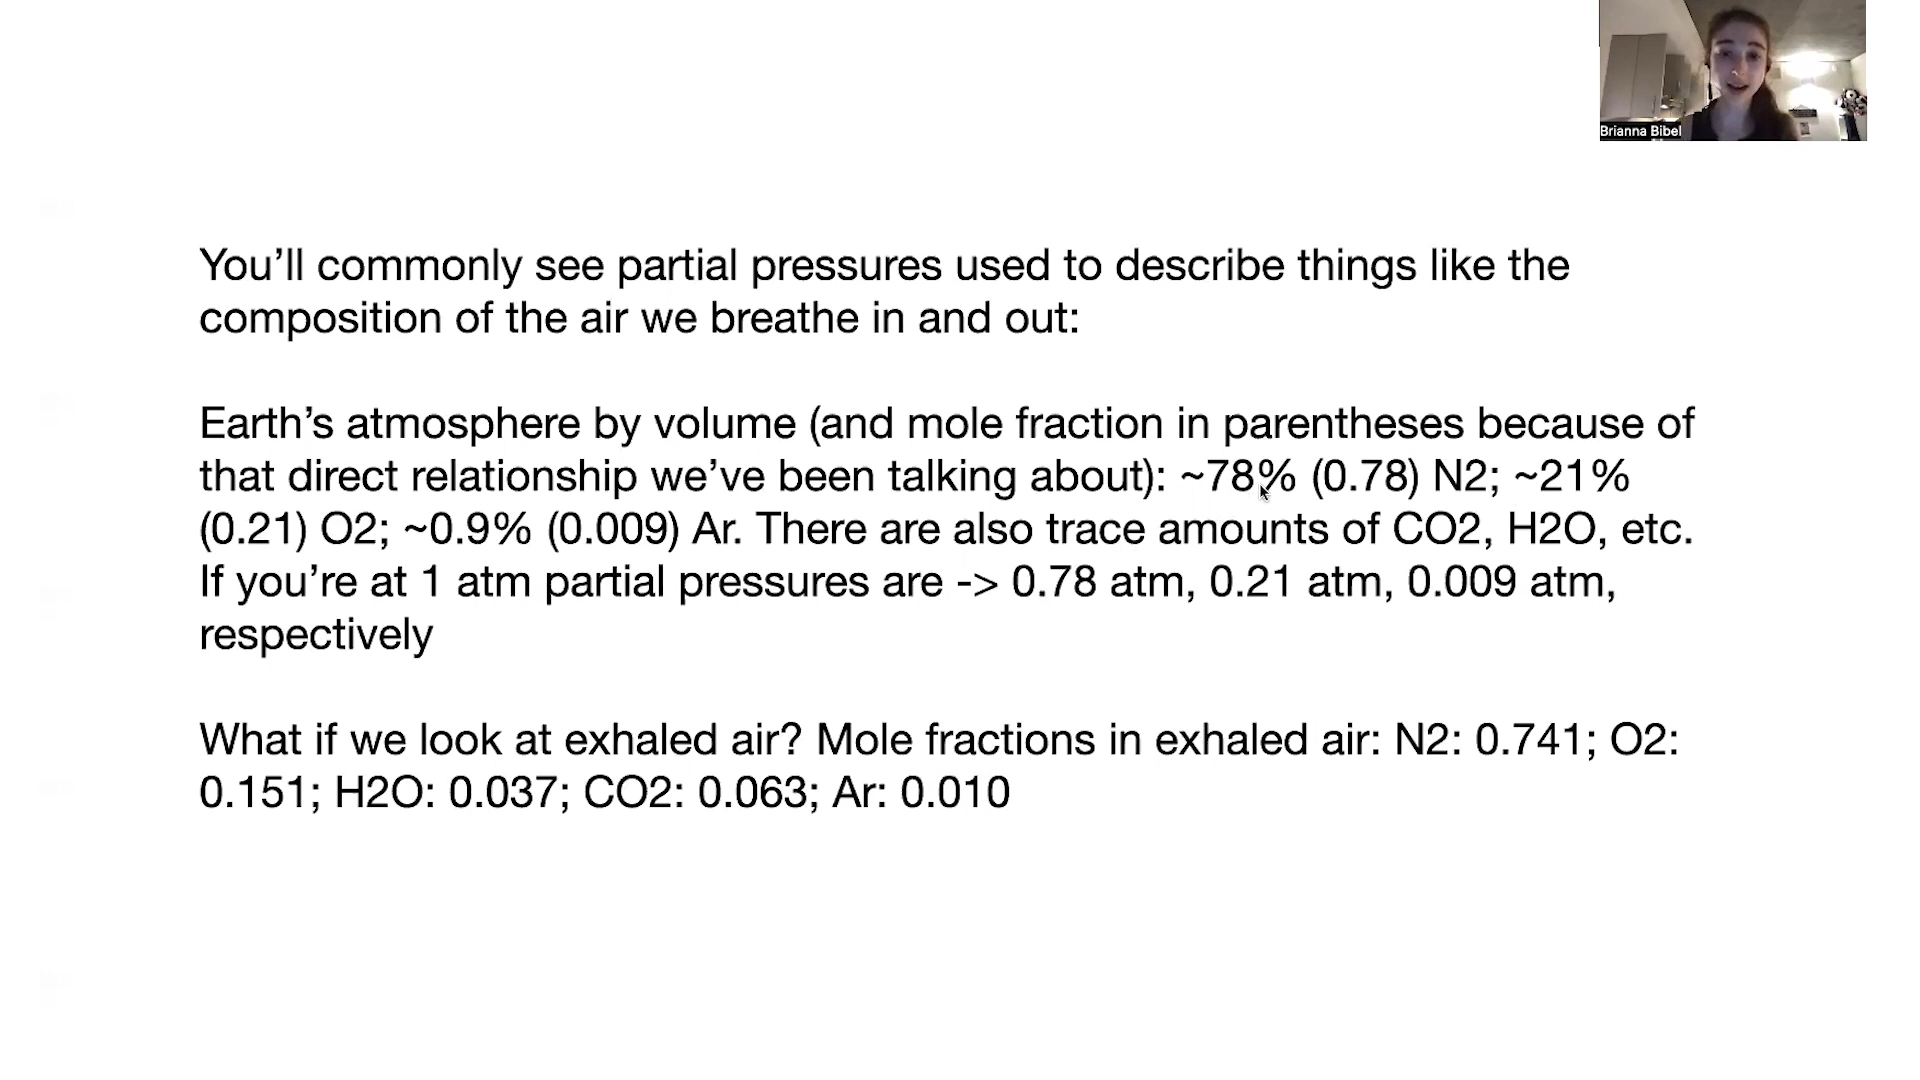 Brianna Bibel
You’ll commonly see partial pressures used to describe things like the
composition of the air we breathe in and out:
Earth’s atmosphere by volume (and mole fraction in parentheses because of
that direct relationship we’ve been talking about): ~78% (0.78) N2; ~21%
(0.21) O2; ~0.9% (0.009) Ar. There are also trace amounts of CO2, H2O, etc.
If you’re at 1 atm partial pressures are -> 0.78 atm, 0.21 atm, 0.009 atm,
respectively
What if we look at exhaled air? Mole fractions in exhaled air: N2: 0.741; O2:
0.151; H2O: 0.037; CO2: 0.063; Ar: 0.010